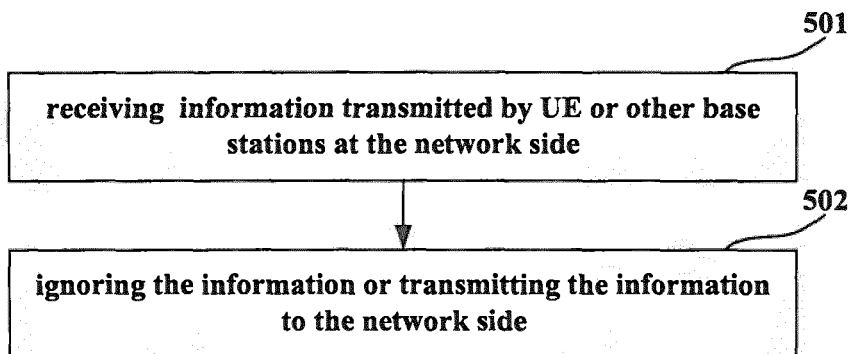 501
receiving information transmitted by UE or other base
stations at the network side
502
ignoring the information or transmitting the information
to the network side